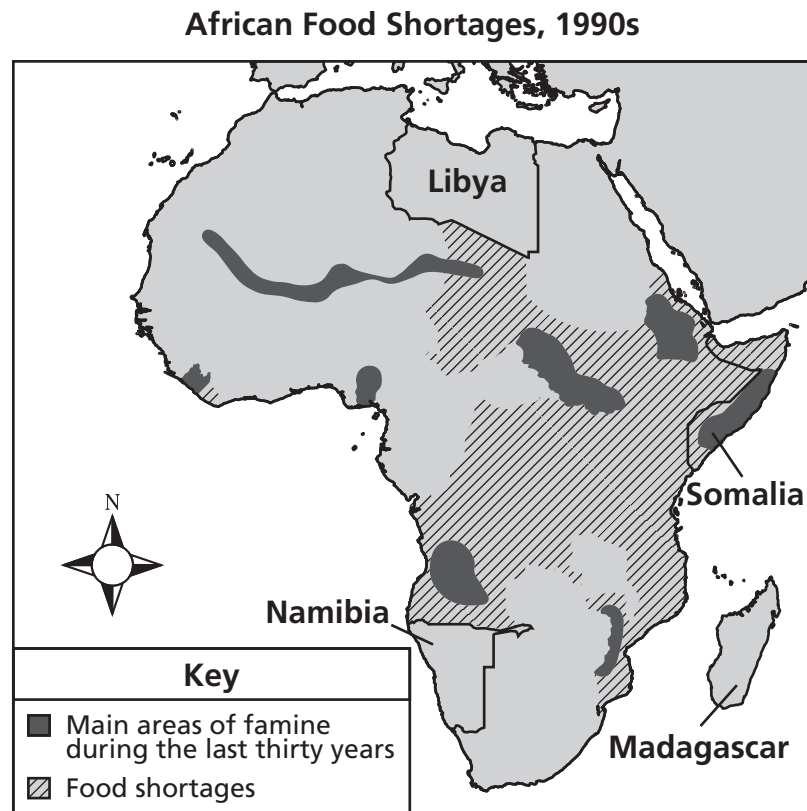 African Food Shortages, 1990s
Libya
Somalia
N
Namibia
Madagascar
Key
Main areas of famine
during the last thirty years
Food shortages